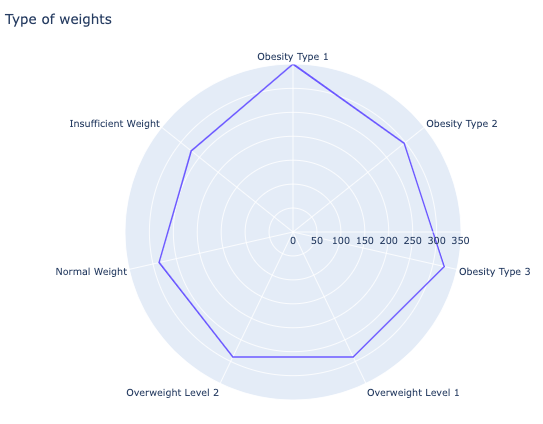 Type of weights
Obesity Type 1
Insufficient Weight
Obesity Type 2
0 50 100 150 200 250 300 350
Normal Weight
Obesity Type 3
Overweight Level 2
Overweight Level 1